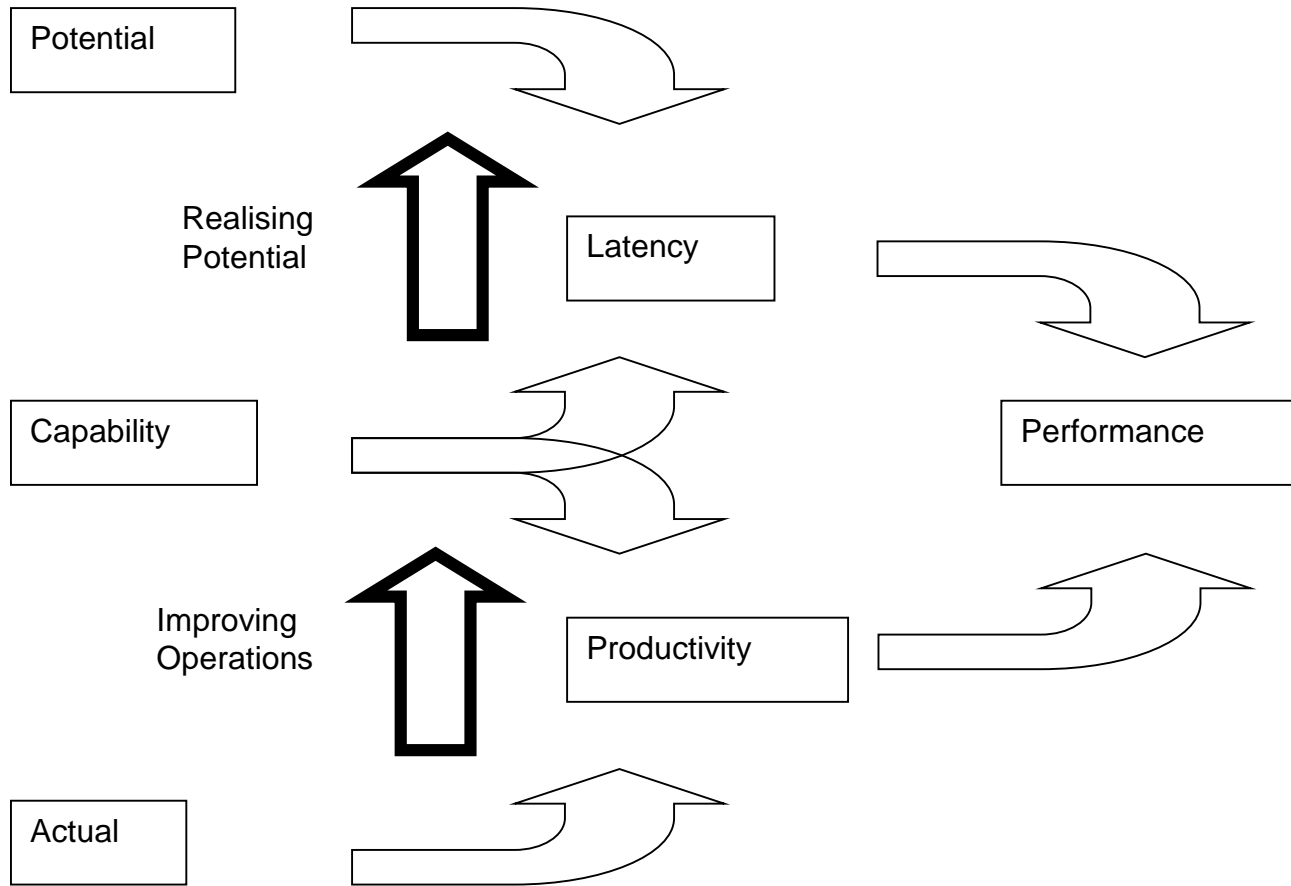 Potential
Realising
Potential
Latency
Capability
Performance
Improving
Operations
Productivity
Actual